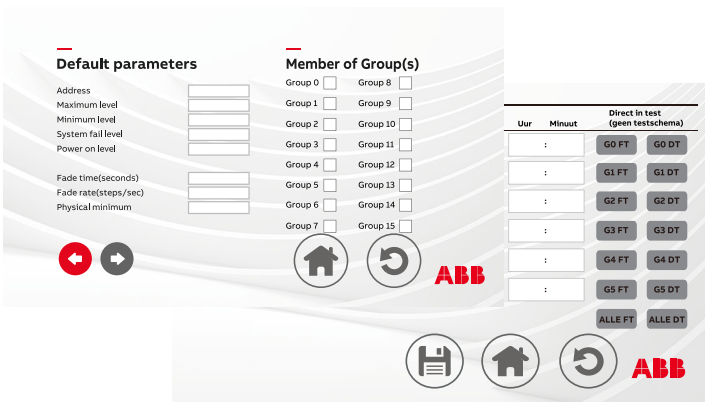 Default parameters
Address
Maximum level
Minimum level
System fail level
Power on level
Fade time(seconds)
Fade rate(steps/sec)
Physical minimum
Member of Group(s)
Group 0 Group 8
Group 1 Group 9
Group 2 Group 10
Group 3 Group 11
Group 4 Group 12
Group 5 Group 13
Group 6 Group 14
Group 7 Group 15
ABB
Direct in test
Uur Minuut (geen testschema)
: G0 FT G0 DT
: G1 FT G1 DT
: G2 FT G2 DT
: G3 FT G3 DT
: G4 FT G4 DT
: G5 FT G5 DT
ALLE FT ALLE DT
ABB